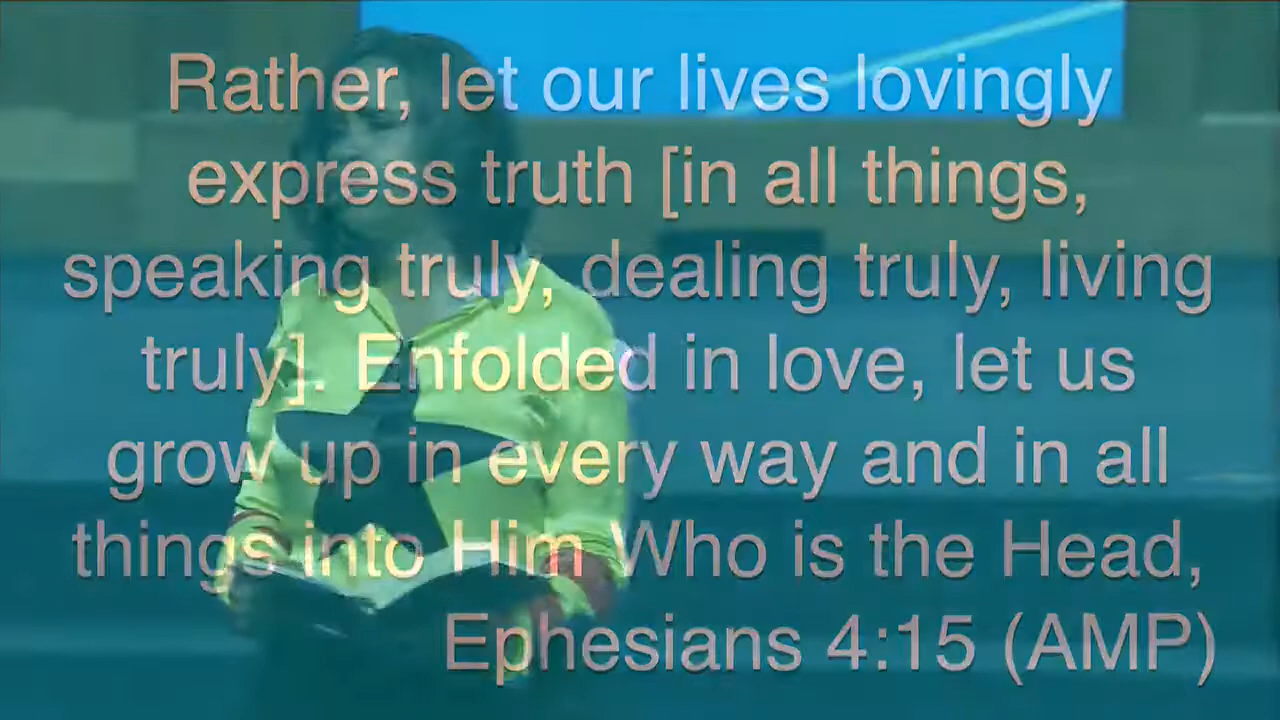 Rather, let our lives lovingly
express truth [in all things,
speaking truly, dealing truly, living
truly]. Enfolded in love, let us
grow up in every way and in all
things into Him Who is the Head,
Ephesians 4:15 (AMP)